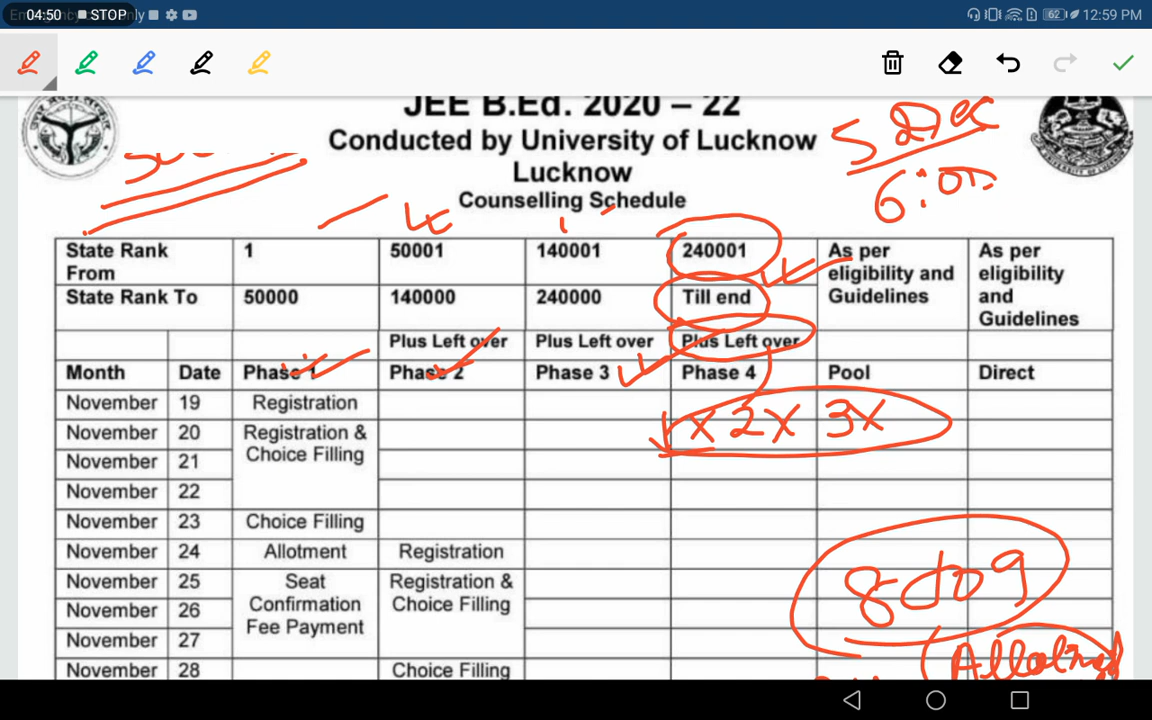 04:50 STOP
62 12:59 PM
JEE B.Ed. 2020 – 22
Conducted by University of Lucknow
Lucknow
Counselling Schedule
5 Dec
State Rank From 1 50001 140001 240001 As per eligibility and Guidelines As per eligibility and Guidelines
State Rank To 50000 140000 240000 Till end
Plus Left over Plus Left over Plus Left over
Month Date Phase 1 Phase 2 Phase 3 Phase 4 Pool Direct
November 19 Registration
November 20 Registration & Choice Filling
November 21
November 22
November 23 Choice Filling
November 24 Allotment Registration
November 25 Seat Confirmation Fee Payment Registration & Choice Filling
November 26
November 27
November 28 Choice Filling
X 2X 3X
8 to 9